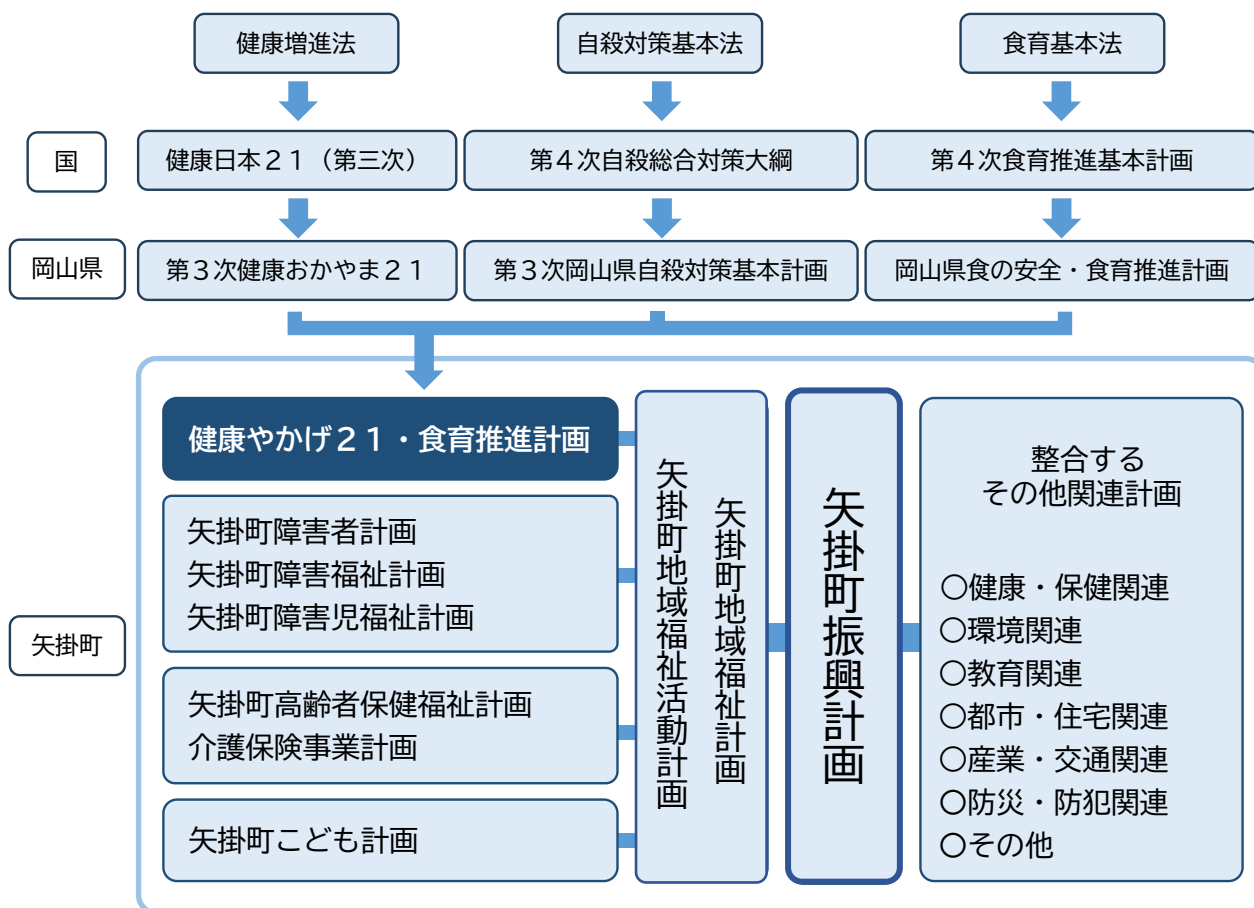 健康増進法
自殺対策基本法
食育基本法
国
健康日本２１（第三次）
第４次自殺総合対策大綱
第４次食育推進基本計画
岡山県
第３次健康おかやま２１
第３次岡山県自殺対策基本計画
岡山県食の安全・食育推進計画
矢掛町
健康やかげ２１・食育推進計画
矢掛町障害者計画
矢掛町障害福祉計画
矢掛町障害児福祉計画
矢掛町高齢者保健福祉計画
介護保険事業計画
矢掛町こども計画
矢掛町地域福祉計画
矢掛町地域福祉活動計画
矢掛町振興計画
整合する
その他関連計画
〇健康・保健関連
〇環境関連
〇教育関連
〇都市・住宅関連
〇産業・交通関連
〇防災・防犯関連
〇その他